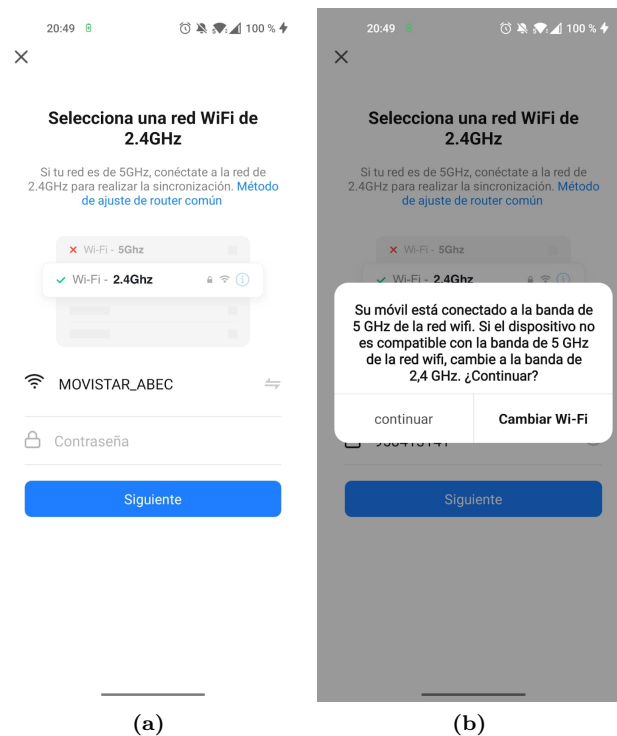 20:49
100 %
Selecciona una red WiFi de
2.4GHz
Si tu red es de 5GHz, conéctate a la red de
2.4GHz para realizar la sincronización. Método
de ajuste de router común
Wi-Fi - 5Ghz
Wi-Fi - 2.4Ghz
MOVISTAR_ABEC
Contraseña
Siguiente
(a)
20:49
100 %
Selecciona una red WiFi de
2.4GHz
Si tu red es de 5GHz, conéctate a la red de
2.4GHz para realizar la sincronización. Método
de ajuste de router común
Wi-Fi - 5Ghz
Wi-Fi - 2.4Ghz
Su móvil está conectado a la banda de
5 GHz de la red wifi. Si el dispositivo no
es compatible con la banda de 5 GHz
de la red wifi, cambie a la banda de
2,4 GHz. ¿Continuar?
continuar
Cambiar Wi-Fi
Siguiente
(b)